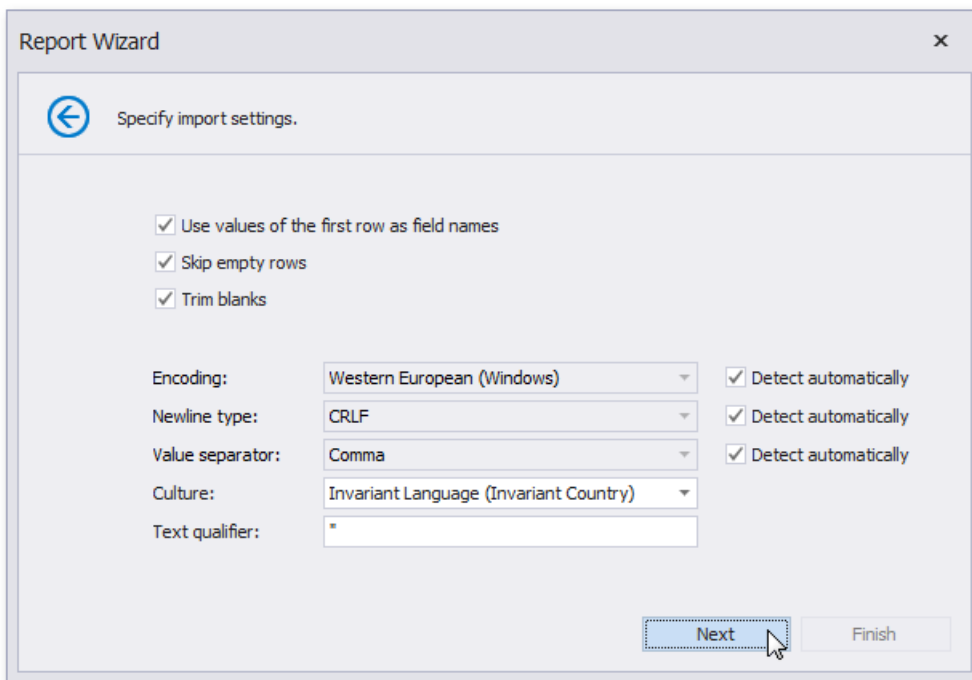 Report Wizard
Specify import settings.
Use values of the first row as field names
Skip empty rows
Trim blanks
Encoding: Western European (Windows) Detect automatically
Newline type: CRLF Detect automatically
Value separator: Comma Detect automatically
Culture: Invariant Language (Invariant Country)
Text qualifier: "
Next Finish